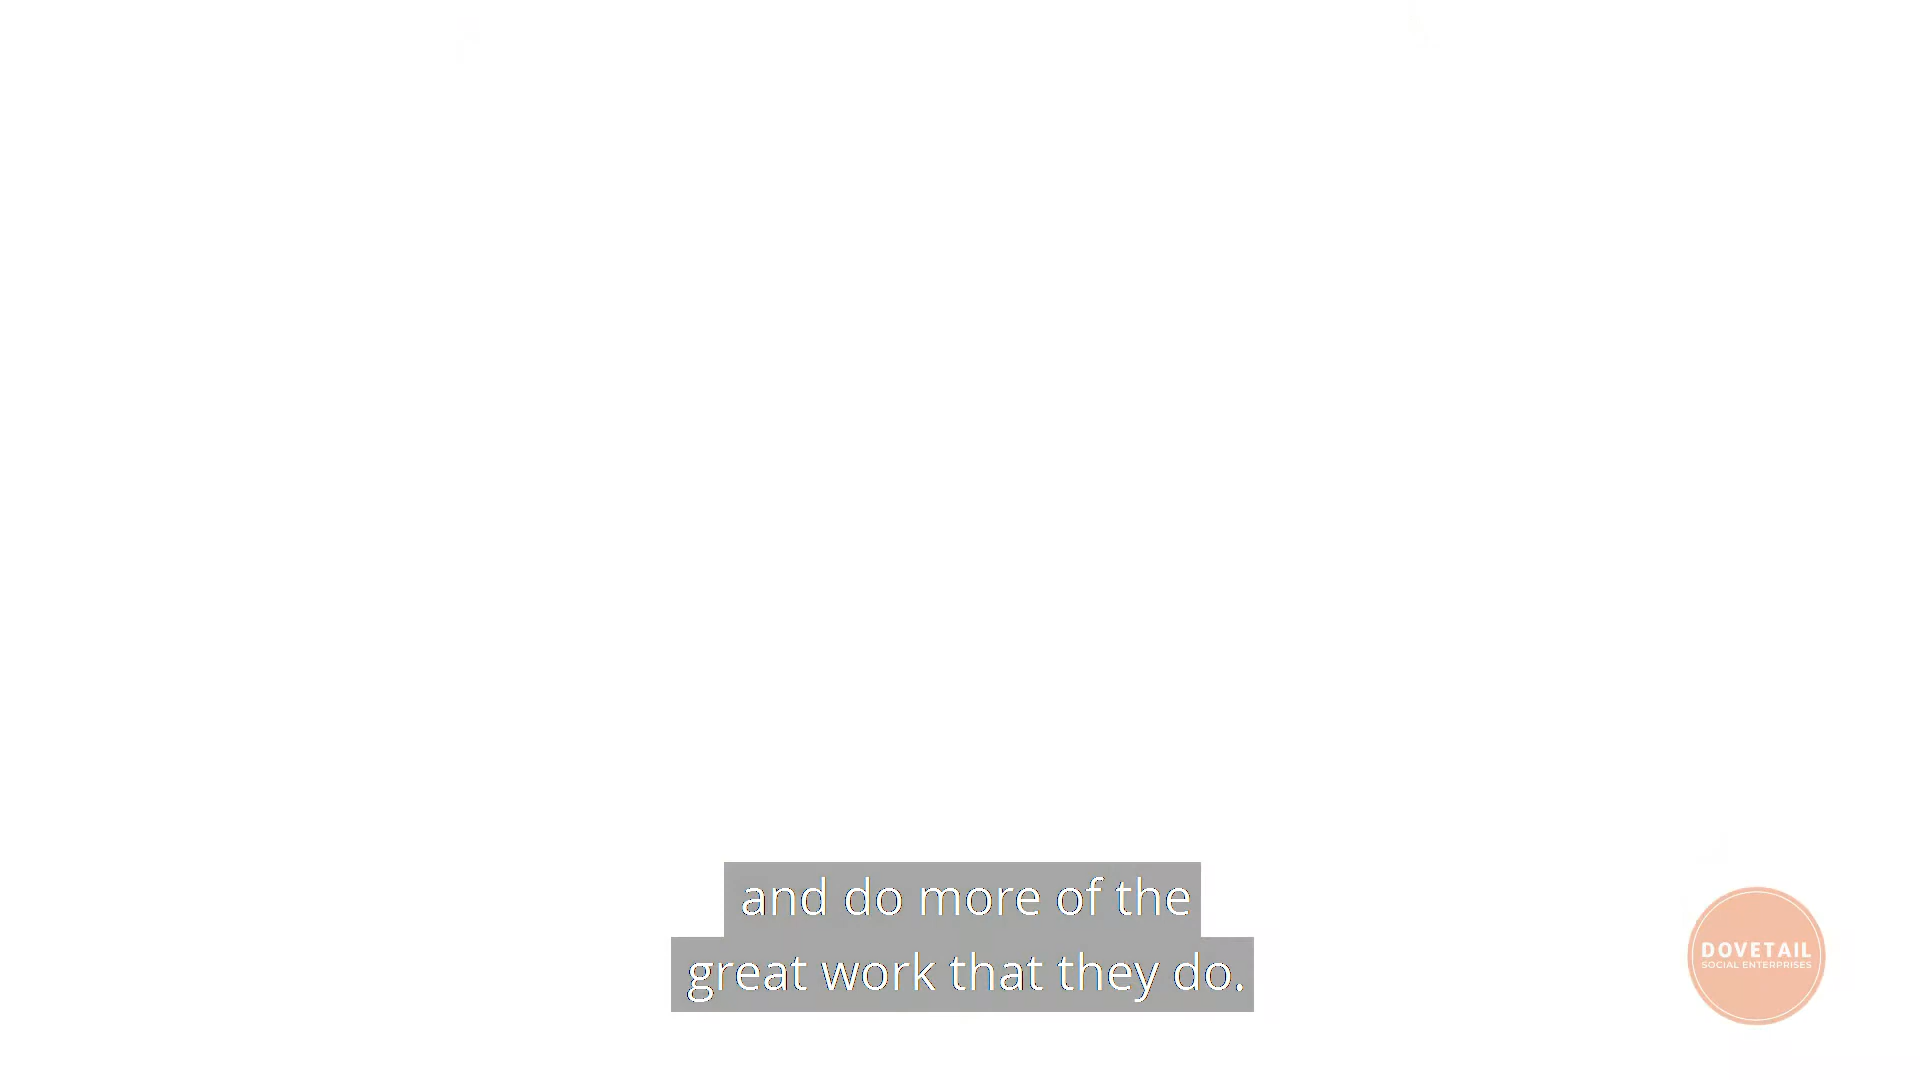 and do more of the
great work that they do.
DOVETAIL
SOCIAL ENTERPRISES